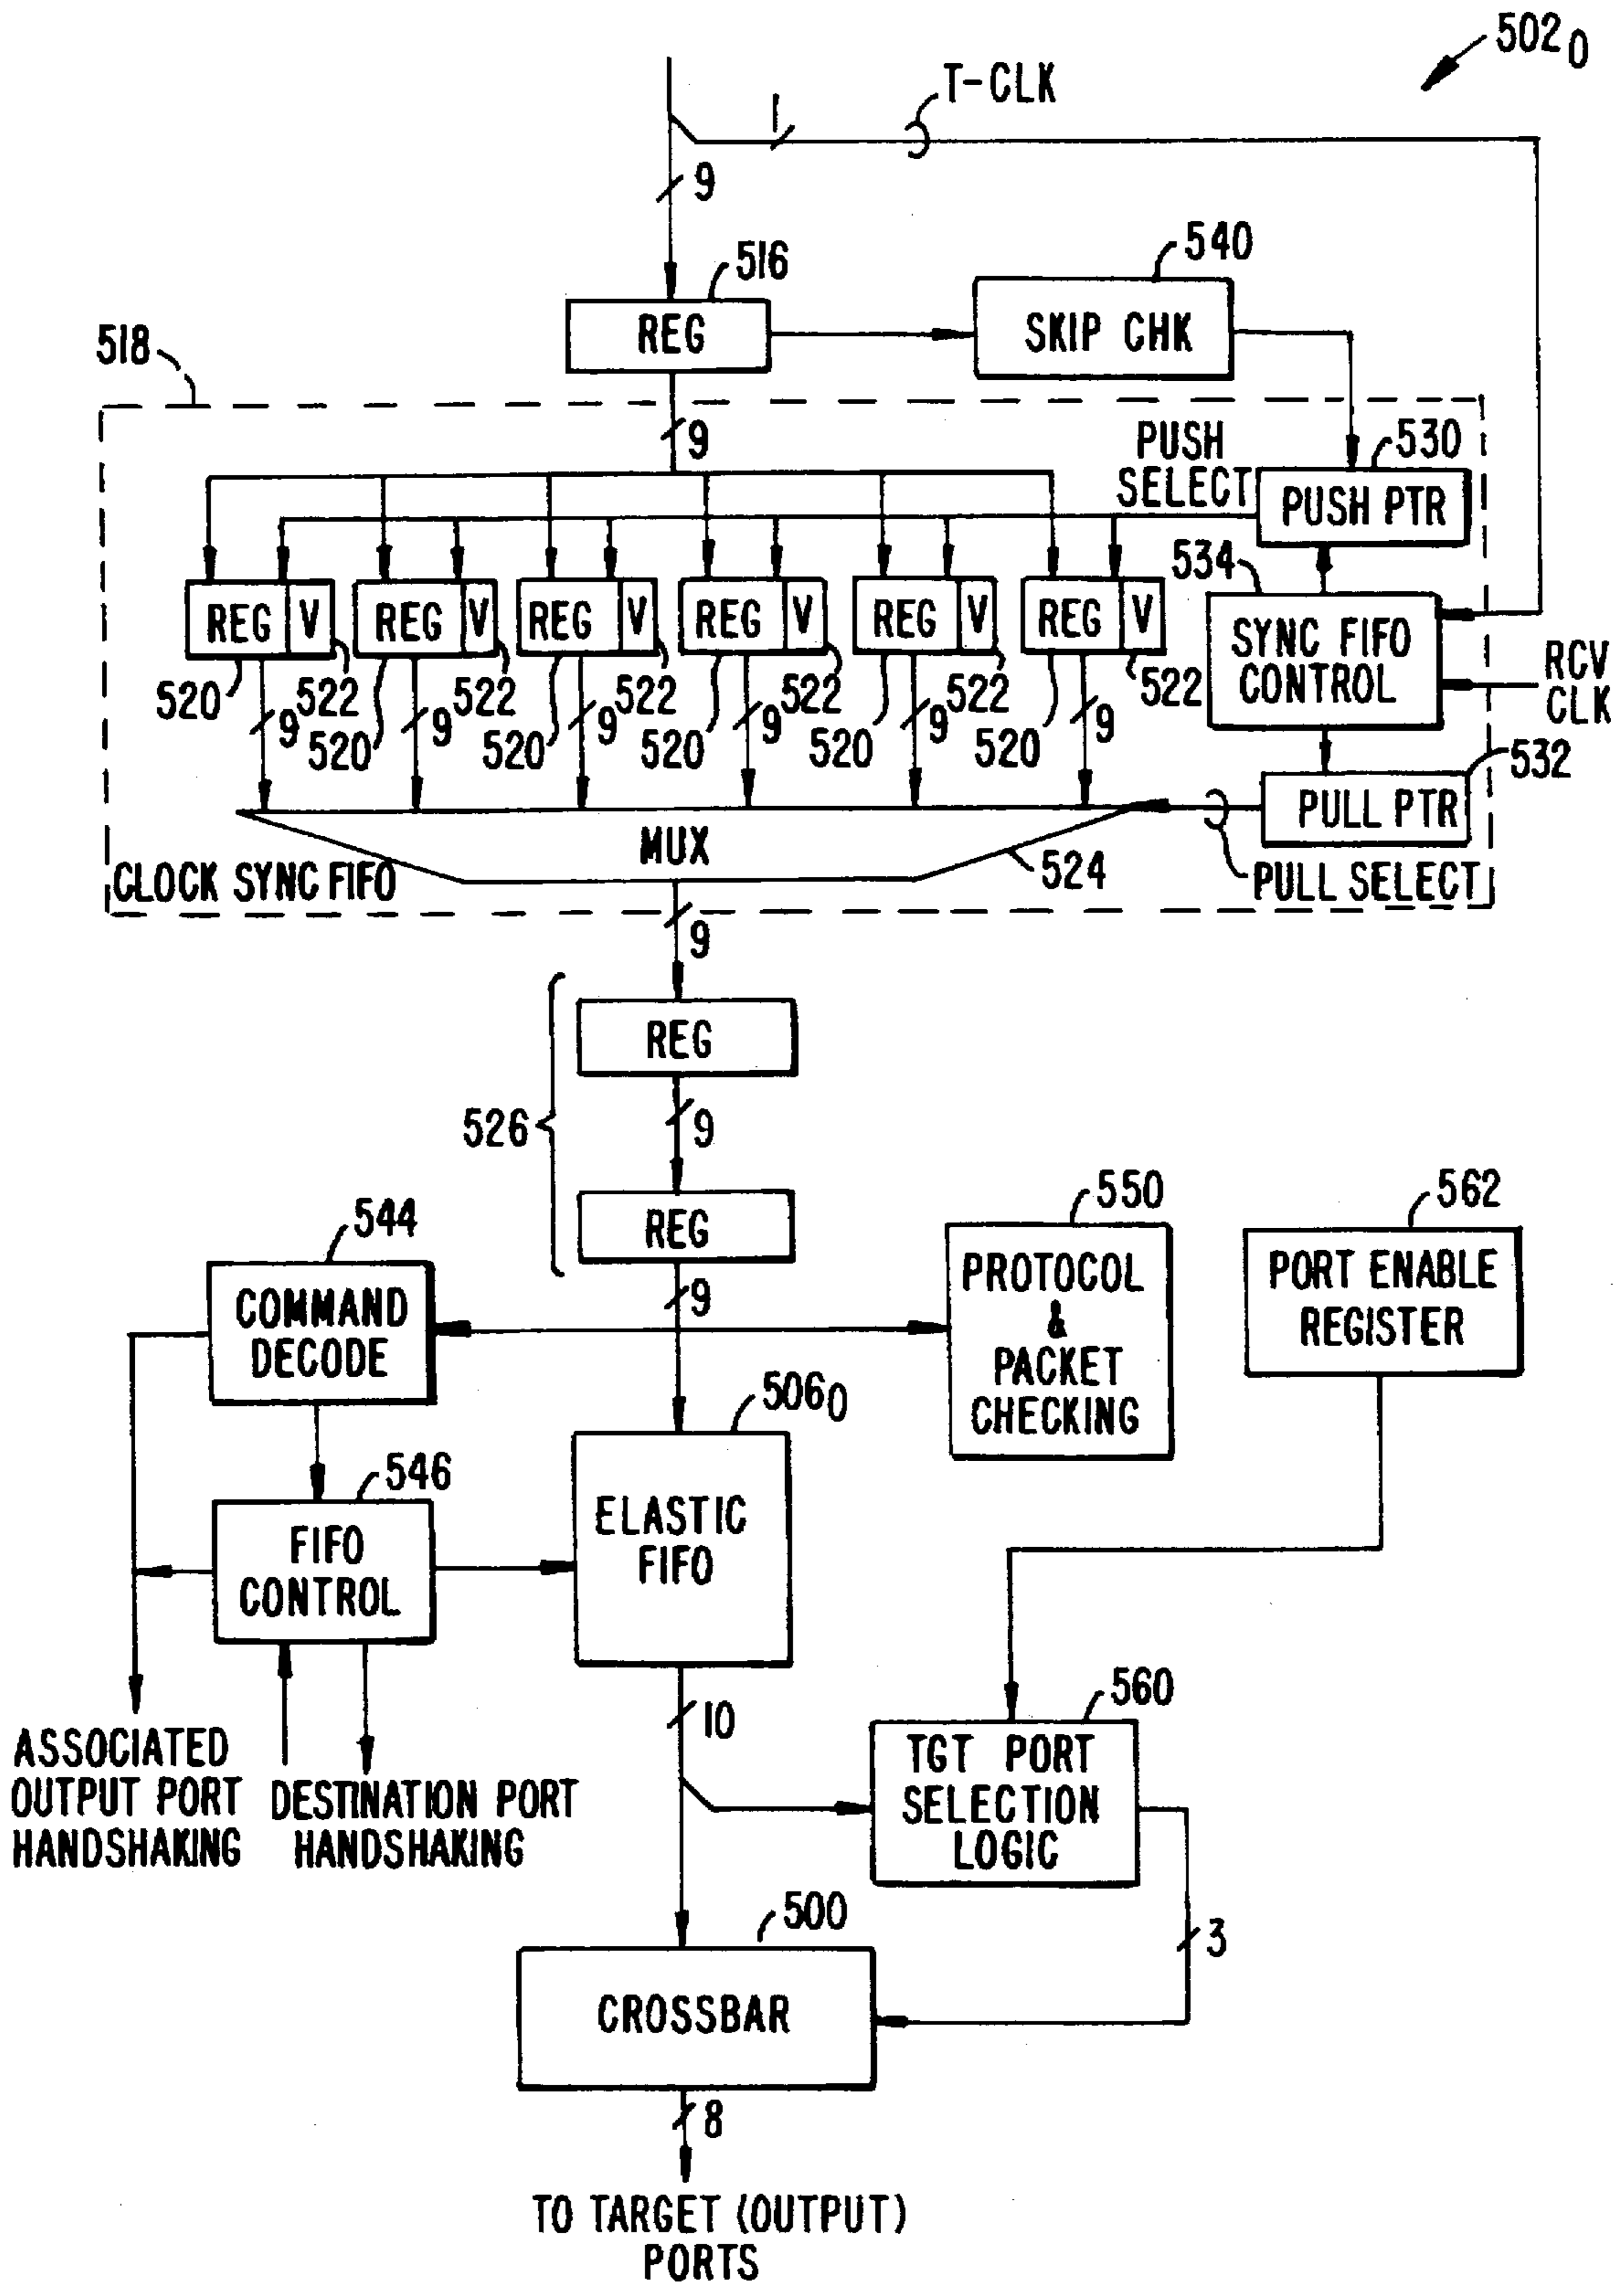 502₀
T-CLK
1
9
516
540
REG
SKIP CHK
518
9
PUSH
SELECT
530
PUSH PTR
534
REG V REG V REG V REG V REG V REG V
SYNC FIFO
CONTROL
RCV
CLK
520 522 520 522 520 522 520 522 520 522 520 522
9 9 9 9 9 9
532
PULL PTR
MUX
524
CLOCK SYNC FIFO
PULL SELECT
9
REG
526
9
REG
9
544
COMMAND
DECODE
550
PROTOCOL
&
PACKET
CHECKING
562
PORT ENABLE
REGISTER
506₀
ELASTIC
FIFO
546
FIFO
CONTROL
10
560
TGT PORT
SELECTION
LOGIC
ASSOCIATED
OUTPUT PORT
HANDSHAKING
DESTINATION PORT
HANDSHAKING
500
3
CROSSBAR
8
TO TARGET (OUTPUT)
PORTS